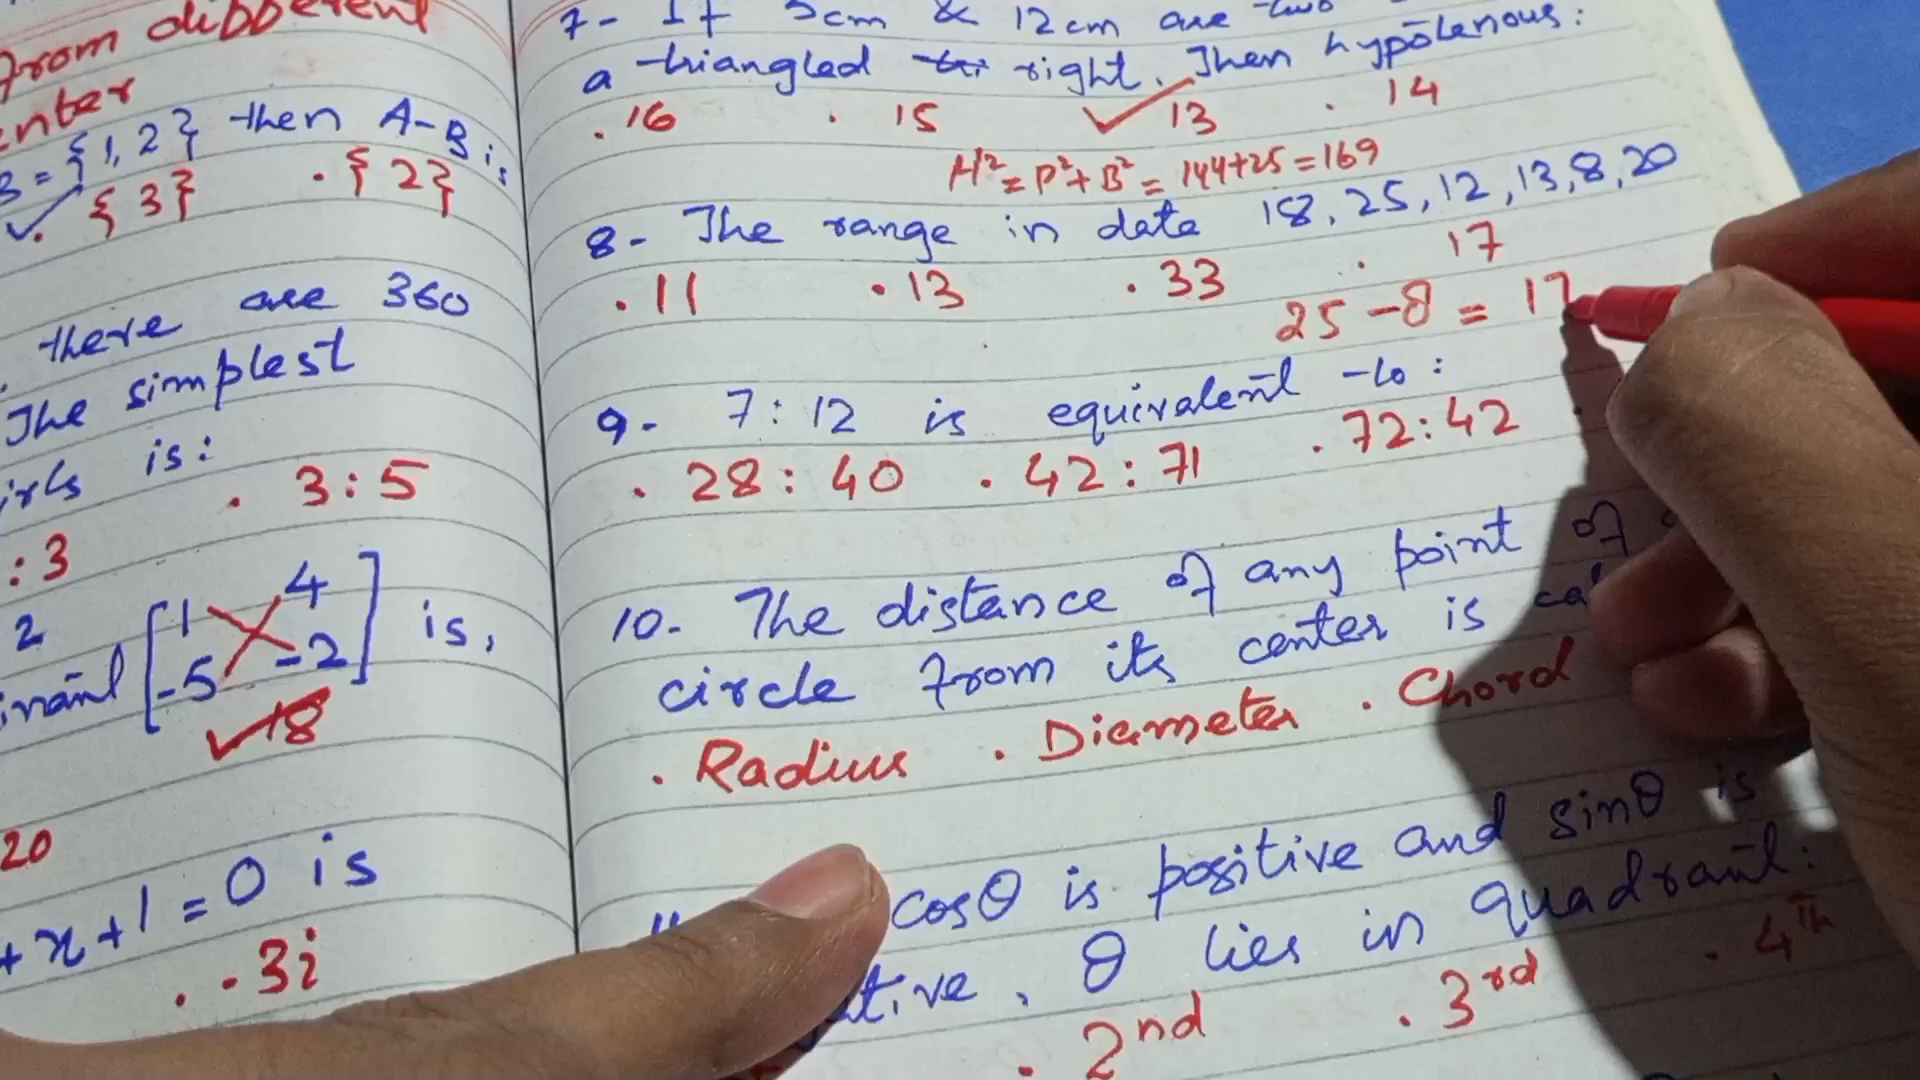 From different
enter
B = {1, 2} then A-B is
. {3} . {2}
there are 360
The simplest
is:
. 3:5
:3
2
[1 4
-5 -2] is,
18
20
+x+1=0 is
. -3i
7- If 5cm & 12cm are two
a triangled right. Then hypotenous:
. 16 . 15 13 . 14
H² = P² + B² = 144+25 = 169
8- The range in date 18, 25, 12, 13, 8, 20
. 11 . 13 . 33 . 17
25 - 8 = 17
9- 7:12 is equivalent to:
. 28:40 . 42:71 . 72:42
10. The distance of any point of
circle from its center is
. Radius . Diameter . Chord
cosθ is positive and sinθ is
θ lies in quadrant:
. 2nd . 3rd . 4th